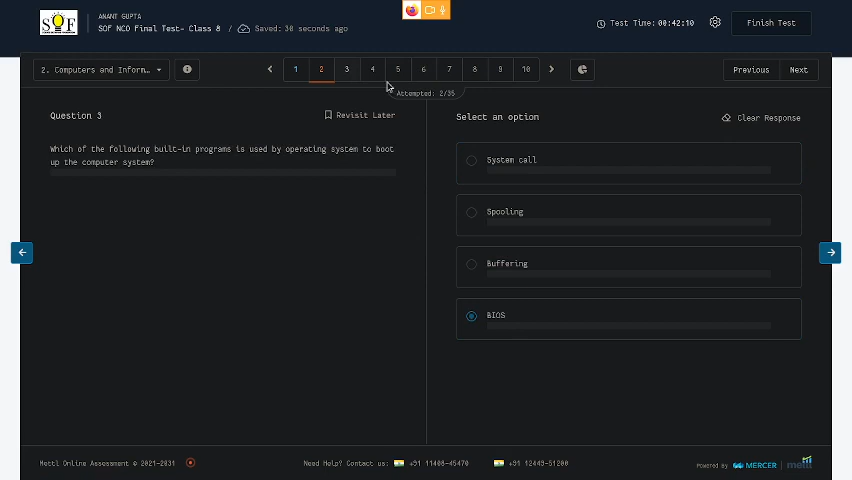 SOF
ANANT GUPTA
SOF NCO Final Test- Class 8 / Saved: 30 seconds ago
Test Time: 00:42:10
Finish Test
2. Computers and Inform…
1 2 3 4 5 6 7 8 9 10
Previous
Next
Attempted: 2/35
Question 3
Revisit Later
Which of the following built-in programs is used by operating system to boot
up the computer system?
Select an option
Clear Response
System call
Spooling
Buffering
BIOS
Mettl Online Assessment © 2021-2031
Need Help? Contact us: +91 11408-45470 +91 12449-51200
Powered by MERCER mettl